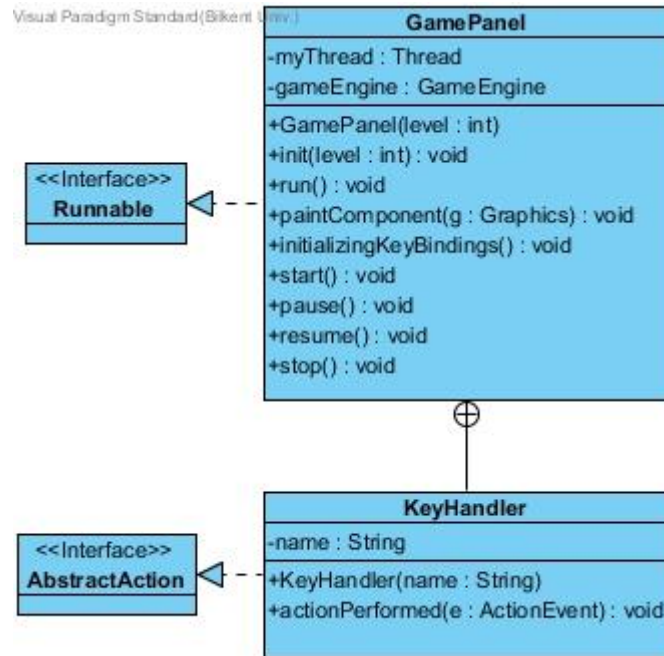 Visual Paradigm Standard(Bilkent Univ.)
GamePanel
-myThread : Thread
-gameEngine : GameEngine
+GamePanel(level : int)
+init(level : int) : void
+run() : void
+paintComponent(g : Graphics) : void
+initializingKeyBindings() : void
+start() : void
+pause() : void
+resume() : void
+stop() : void
<<Interface>>
Runnable
KeyHandler
-name : String
+KeyHandler(name : String)
+actionPerformed(e : ActionEvent) : void
<<Interface>>
AbstractAction